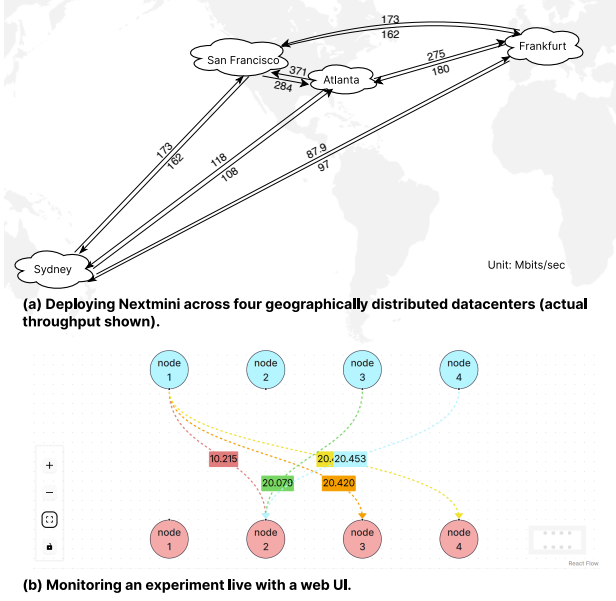 173
162
San Francisco
Frankfurt
371
284
Atlanta
275
180
173
162
118
108
87.9
97
Sydney
Unit: Mbits/sec
(a) Deploying Nextmini across four geographically distributed datacenters (actual
throughput shown).
node
1
node
2
node
3
node
4
10.215
20.453
20.079
20.420
node
1
node
2
node
3
node
4
React Flow
(b) Monitoring an experiment live with a web UI.